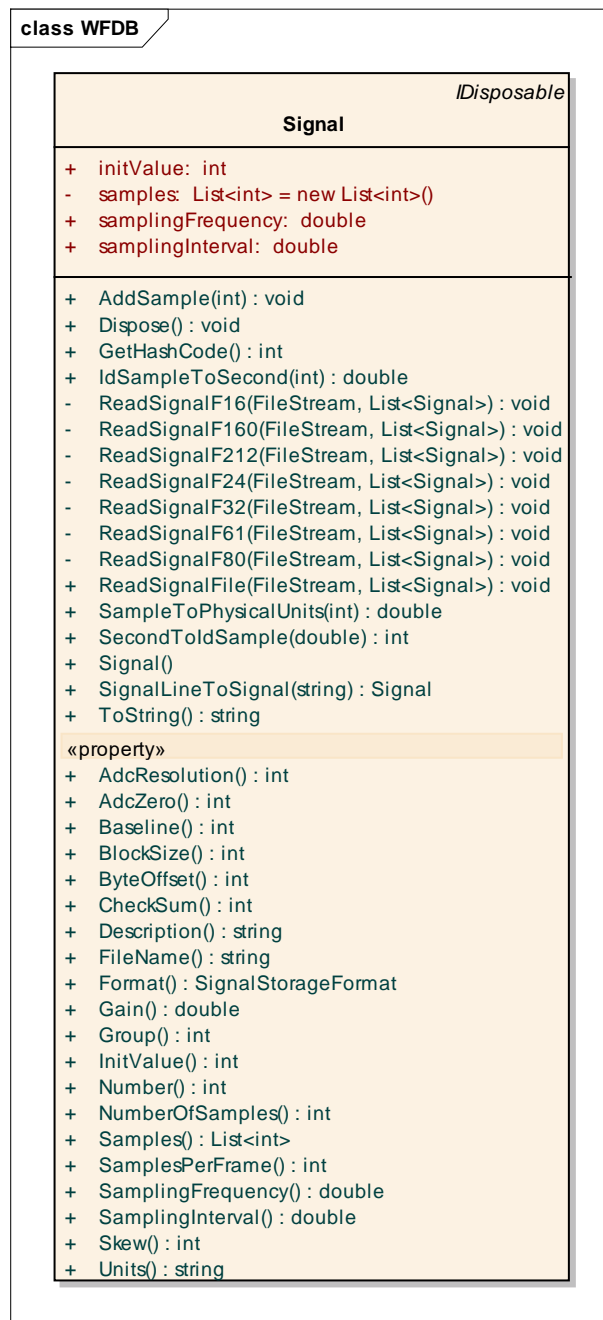 class WFDB
IDisposable
Signal
+ initValue: int
- samples: List<int> = new List<int>()
+ samplingFrequency: double
+ samplingInterval: double
+ AddSample(int) : void
+ Dispose() : void
+ GetHashCode() : int
+ IdSampleToSecond(int) : double
- ReadSignalF16(FileStream, List<Signal>) : void
- ReadSignalF160(FileStream, List<Signal>) : void
- ReadSignalF212(FileStream, List<Signal>) : void
- ReadSignalF24(FileStream, List<Signal>) : void
- ReadSignalF32(FileStream, List<Signal>) : void
- ReadSignalF61(FileStream, List<Signal>) : void
- ReadSignalF80(FileStream, List<Signal>) : void
+ ReadSignalFile(FileStream, List<Signal>) : void
+ SampleToPhysicalUnits(int) : double
+ SecondToIdSample(double) : int
+ Signal()
+ SignalLineToSignal(string) : Signal
+ ToString() : string
«property»
+ AdcResolution() : int
+ AdcZero() : int
+ Baseline() : int
+ BlockSize() : int
+ ByteOffset() : int
+ CheckSum() : int
+ Description() : string
+ FileName() : string
+ Format() : SignalStorageFormat
+ Gain() : double
+ Group() : int
+ InitValue() : int
+ Number() : int
+ NumberOfSamples() : int
+ Samples() : List<int>
+ SamplesPerFrame() : int
+ SamplingFrequency() : double
+ SamplingInterval() : double
+ Skew() : int
+ Units() : string